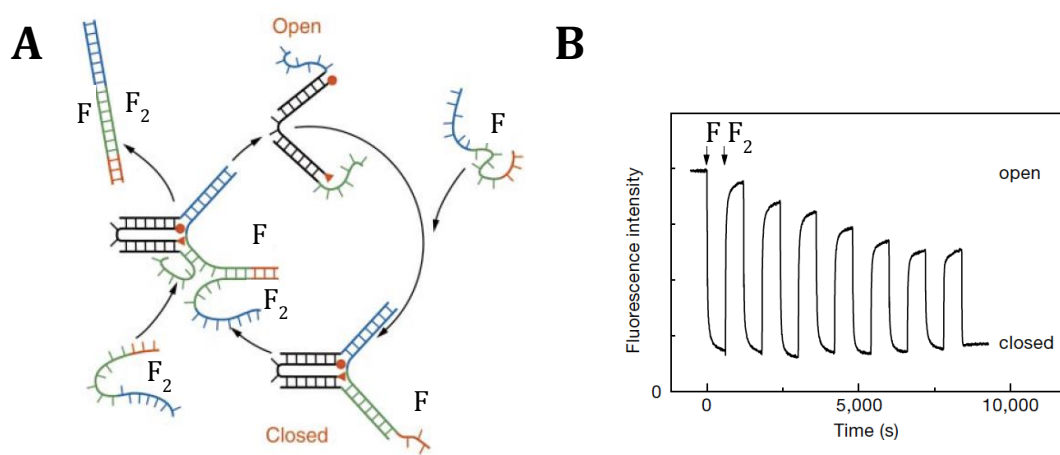 A
Open
F
F2
F
F
F2
F2
F
Closed
B
F F2
open
closed
Fluorescence intensity
0
0
5,000
10,000
Time (s)